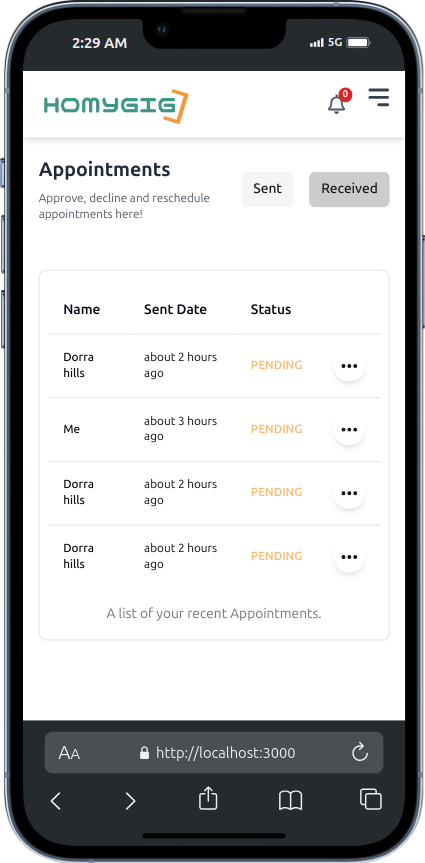 2:29 AM
5G
HOMYGIG
0
Appointments
Approve, decline and reschedule
appointments here!
Sent
Received
Name
Sent Date
Status
Dorra
hills
about 2 hours
ago
PENDING
Me
about 3 hours
ago
PENDING
Dorra
hills
about 2 hours
ago
PENDING
Dorra
hills
about 2 hours
ago
PENDING
A list of your recent Appointments.
AA
http://localhost:3000